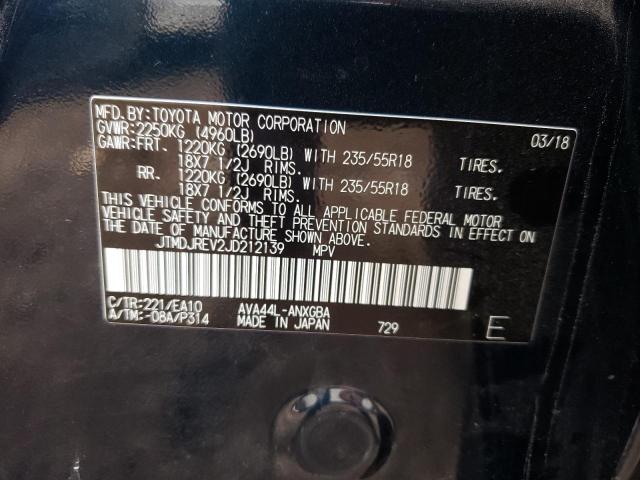 MFD.BY:TOYOTA MOTOR CORPORATION 03/18
GVWR:2250KG (4960LB)
GAWR:FRT. 1220KG (2690LB) WITH 235/55R18 TIRES.
18X7 1/2J RIMS.
RR. 1220KG (2690LB) WITH 235/55R18 TIRES.
18X7 1/2J RIMS.
THIS VEHICLE CONFORMS TO ALL APPLICABLE FEDERAL MOTOR
VEHICLE SAFETY AND THEFT PREVENTION STANDARDS IN EFFECT ON
THE DATE OF MANUFACTURE SHOWN ABOVE.
JTMDJREV2JD212139 MPV
C/TR:221/EA10 AVA44L-ANXGBA
A/TM:-08A/P314 MADE IN JAPAN 729 E